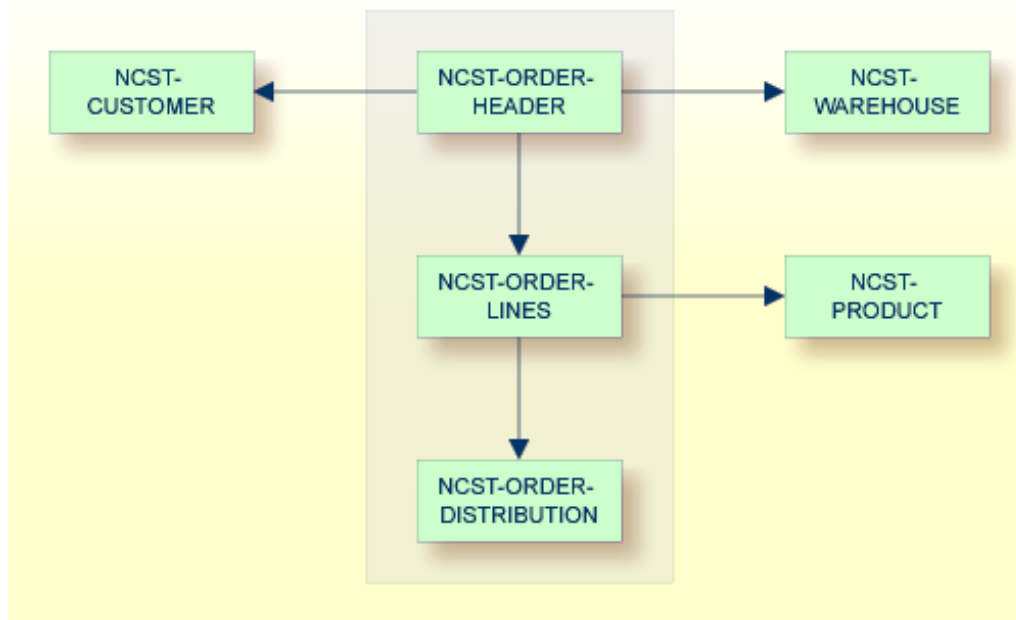 NCST-
CUSTOMER
NCST-ORDER-
HEADER
NCST-
WAREHOUSE
NCST-ORDER-
LINES
NCST-
PRODUCT
NCST-ORDER-
DISTRIBUTION